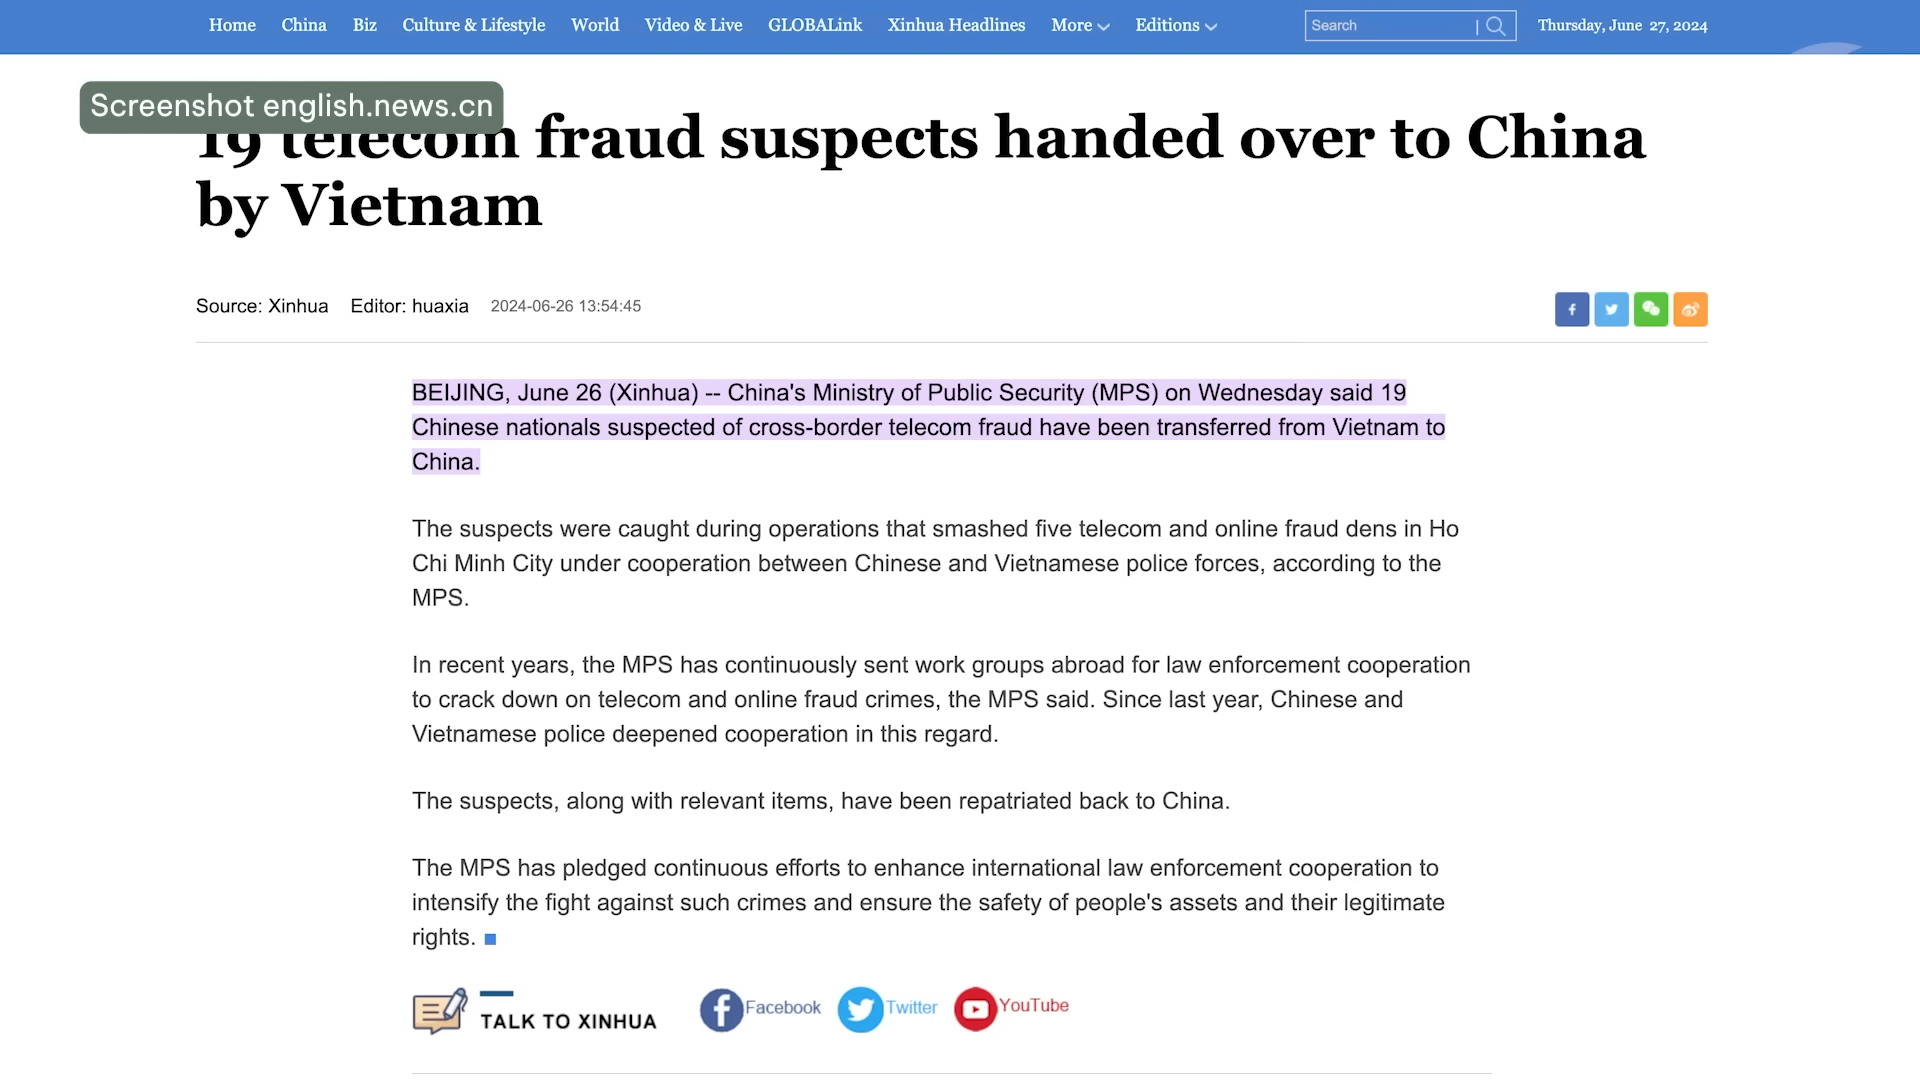 Home China Biz Culture & Lifestyle World Video & Live GLOBALink Xinhua Headlines More Editions Search Thursday, June 27, 2024
Screenshot english.news.cn
19 telecom fraud suspects handed over to China
by Vietnam
Source: Xinhua Editor: huaxia 2024-06-26 13:54:45
BEIJING, June 26 (Xinhua) -- China's Ministry of Public Security (MPS) on Wednesday said 19
Chinese nationals suspected of cross-border telecom fraud have been transferred from Vietnam to
China.
The suspects were caught during operations that smashed five telecom and online fraud dens in Ho
Chi Minh City under cooperation between Chinese and Vietnamese police forces, according to the
MPS.
In recent years, the MPS has continuously sent work groups abroad for law enforcement cooperation
to crack down on telecom and online fraud crimes, the MPS said. Since last year, Chinese and
Vietnamese police deepened cooperation in this regard.
The suspects, along with relevant items, have been repatriated back to China.
The MPS has pledged continuous efforts to enhance international law enforcement cooperation to
intensify the fight against such crimes and ensure the safety of people's assets and their legitimate
rights.
TALK TO XINHUA Facebook Twitter YouTube